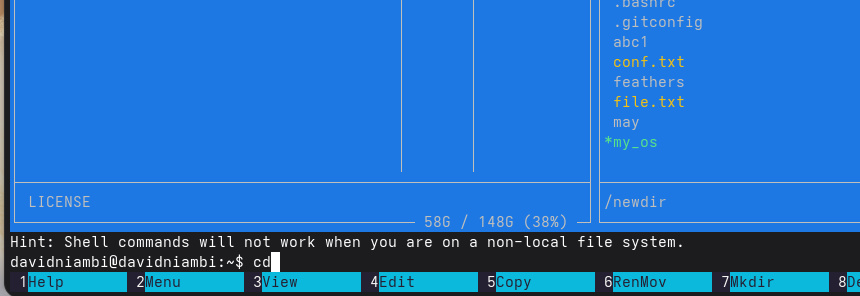 .bashrc
.gitconfig
abc1
conf.txt
feathers
file.txt
may
*my_os
LICENSE
/newdir
58G / 148G (38%)
Hint: Shell commands will not work when you are on a non-local file system.
davidniambi@davidniambi:~$ cd
1Help 2Menu 3View 4Edit 5Copy 6RenMov 7Mkdir 8De